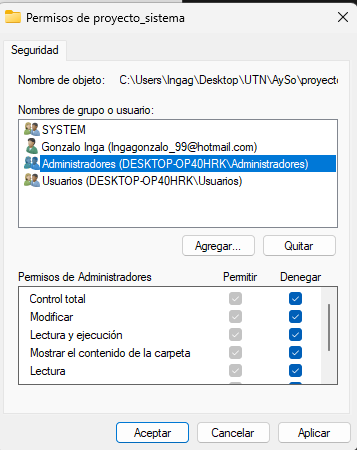 Permisos de proyecto_sistema
Seguridad
Nombre de objeto: C:\Users\Ingag\Desktop\UTN\AySo\proyecto
Nombres de grupo o usuario:
SYSTEM
Gonzalo Inga (Ingagonzalo_99@hotmail.com)
Administradores (DESKTOP-OP40HRK\Administradores)
Usuarios (DESKTOP-OP40HRK\Usuarios)
Agregar... Quitar
Permisos de Administradores Permitir Denegar
Control total
Modificar
Lectura y ejecución
Mostrar el contenido de la carpeta
Lectura
Aceptar Cancelar Aplicar